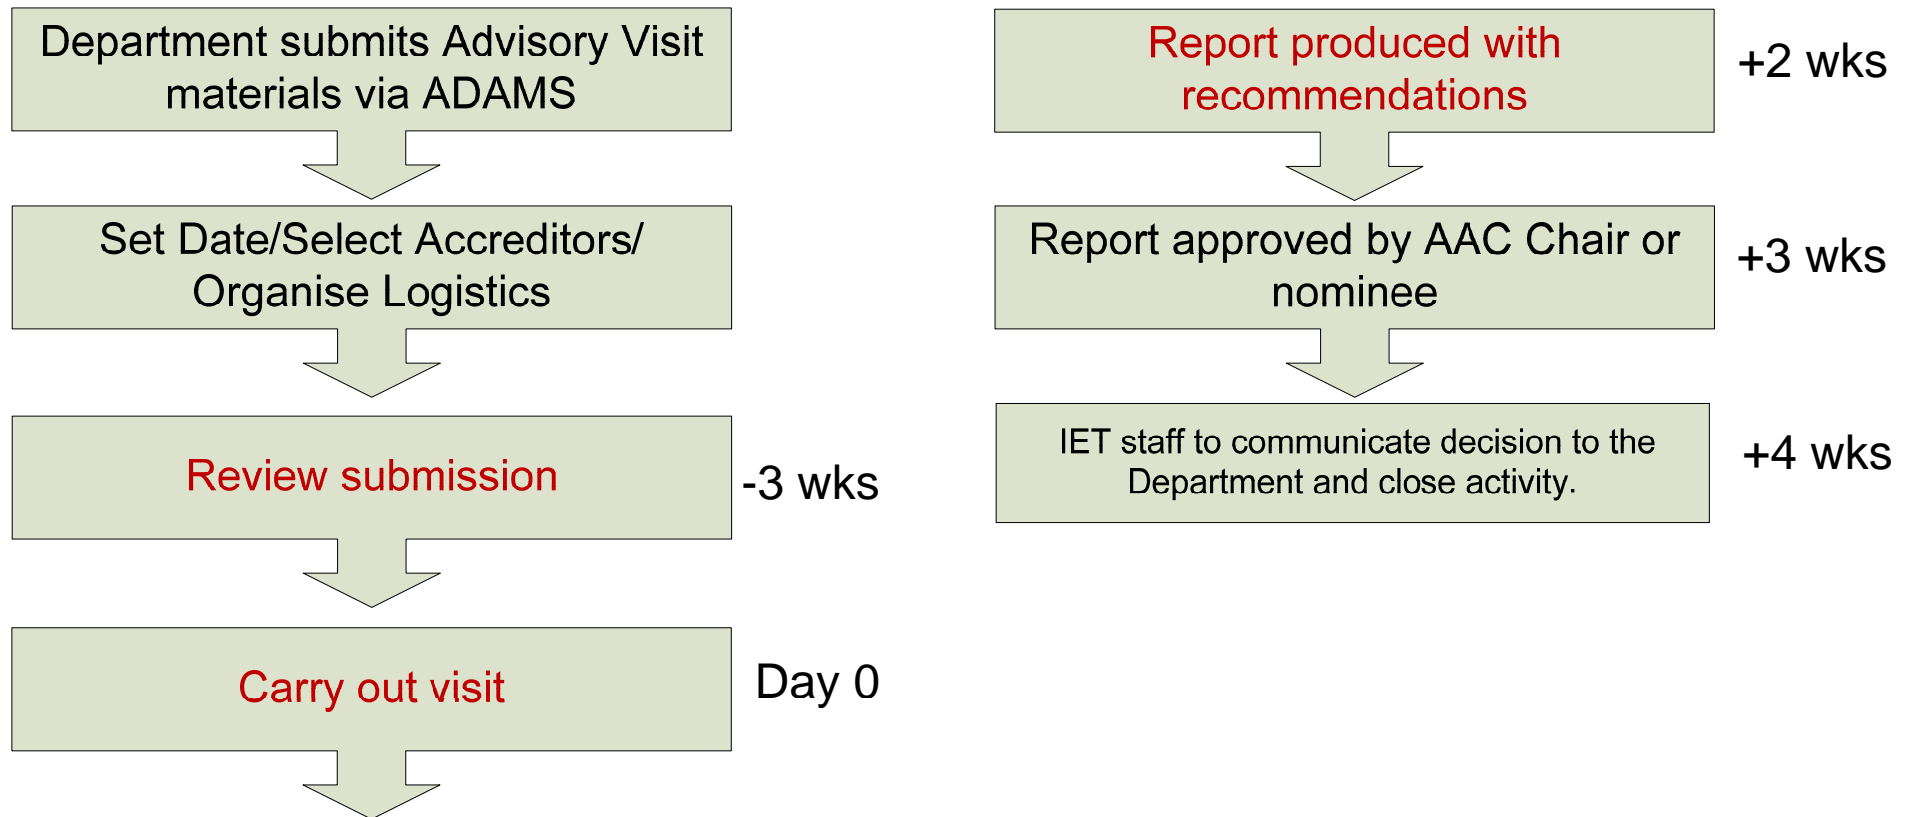 Department submits Advisory Visit
materials via ADAMS
Set Date/Select Accreditors/
Organise Logistics
Review submission
-3 wks
Carry out visit
Day 0
Report produced with
recommendations
+2 wks
Report approved by AAC Chair or
nominee
+3 wks
IET staff to communicate decision to the
Department and close activity.
+4 wks